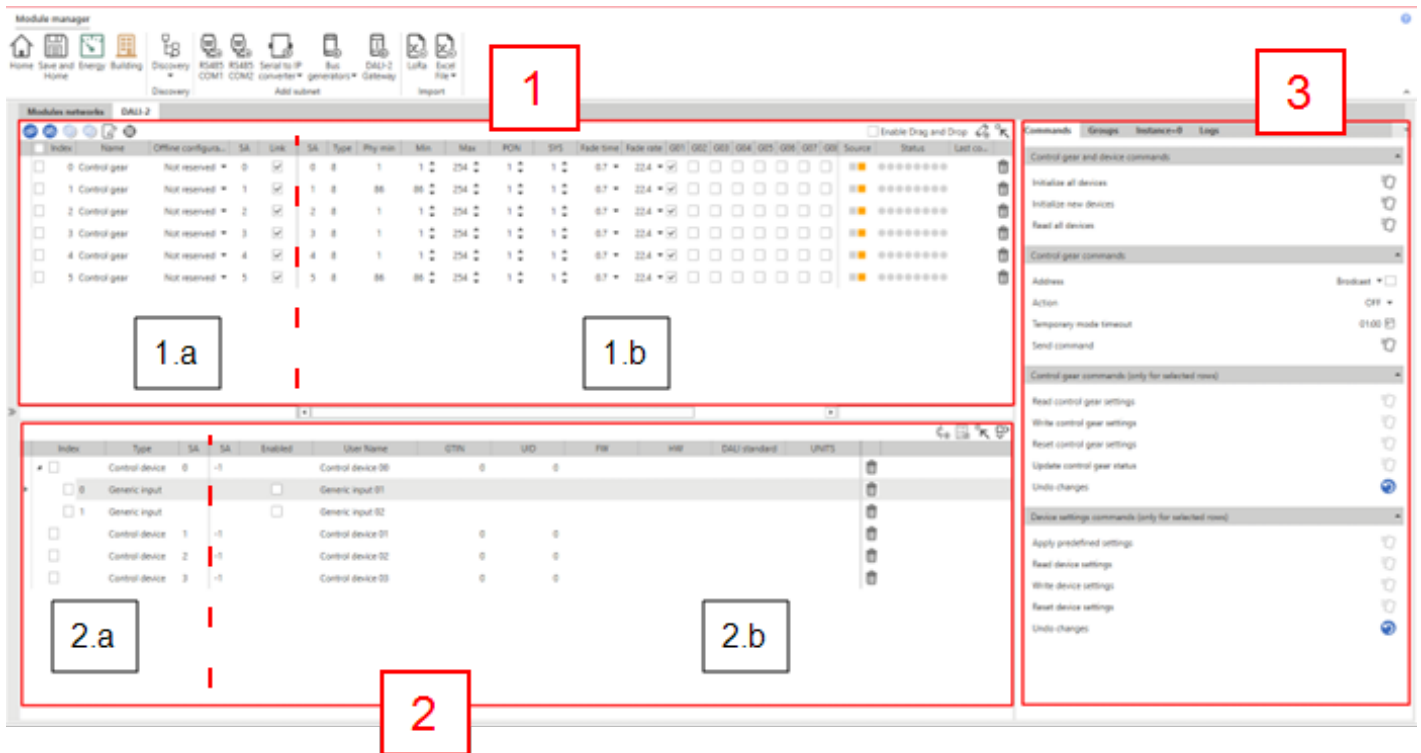 Module manager
Home Save and Home Energy Building Discovery RS485 COM1 RS485 COM2 Serial to IP converter Bus generators DALI-2 Gateway LoRa Excel File
Discovery Add subnet Import
1
3
Modules networks DALI-2
Enable Drag and Drop
Index Name Offline configura... SA Link SA Type Phy min Min Max PON SYS Fade time Fade rate G01 G02 G03 G04 G05 G06 G07 G08 Source Status Last co...
0 Control gear Not reserved 0 0 8 1 1 254 1 1 0.7 22.4
1 Control gear Not reserved 1 1 8 86 86 254 1 1 0.7 22.4
2 Control gear Not reserved 2 2 8 1 1 254 1 1 0.7 22.4
3 Control gear Not reserved 3 3 8 1 1 254 1 1 0.7 22.4
4 Control gear Not reserved 4 4 8 1 1 254 1 1 0.7 22.4
5 Control gear Not reserved 5 5 8 86 86 254 1 1 0.7 22.4
1.a
1.b
Index Type SA SA Enabled User Name GTIN UID FW HW DALI standard UNITS
Control device 0 -1 Control device 00 0 0
0 Generic input Generic input 01
1 Generic input Generic input 02
Control device 1 -1 Control device 01 0 0
Control device 2 -1 Control device 02 0 0
Control device 3 -1 Control device 03 0 0
2.a
2.b
2
Commands Groups Instance=0 Logs
Control gear and device commands
Initialize all devices
Initialize new devices
Read all devices
Control gear commands
Address Brodcast
Action OFF
Temporary mode timeout 01:00
Send command
Control gear commands (only for selected rows)
Read control gear settings
Write control gear settings
Reset control gear settings
Update control gear status
Undo changes
Device settings commands (only for selected rows)
Apply predefined settings
Read device settings
Write device settings
Reset device settings
Undo changes